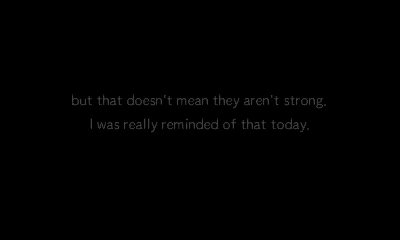 but that doesn't mean they aren't strong.
I was really reminded of that today.